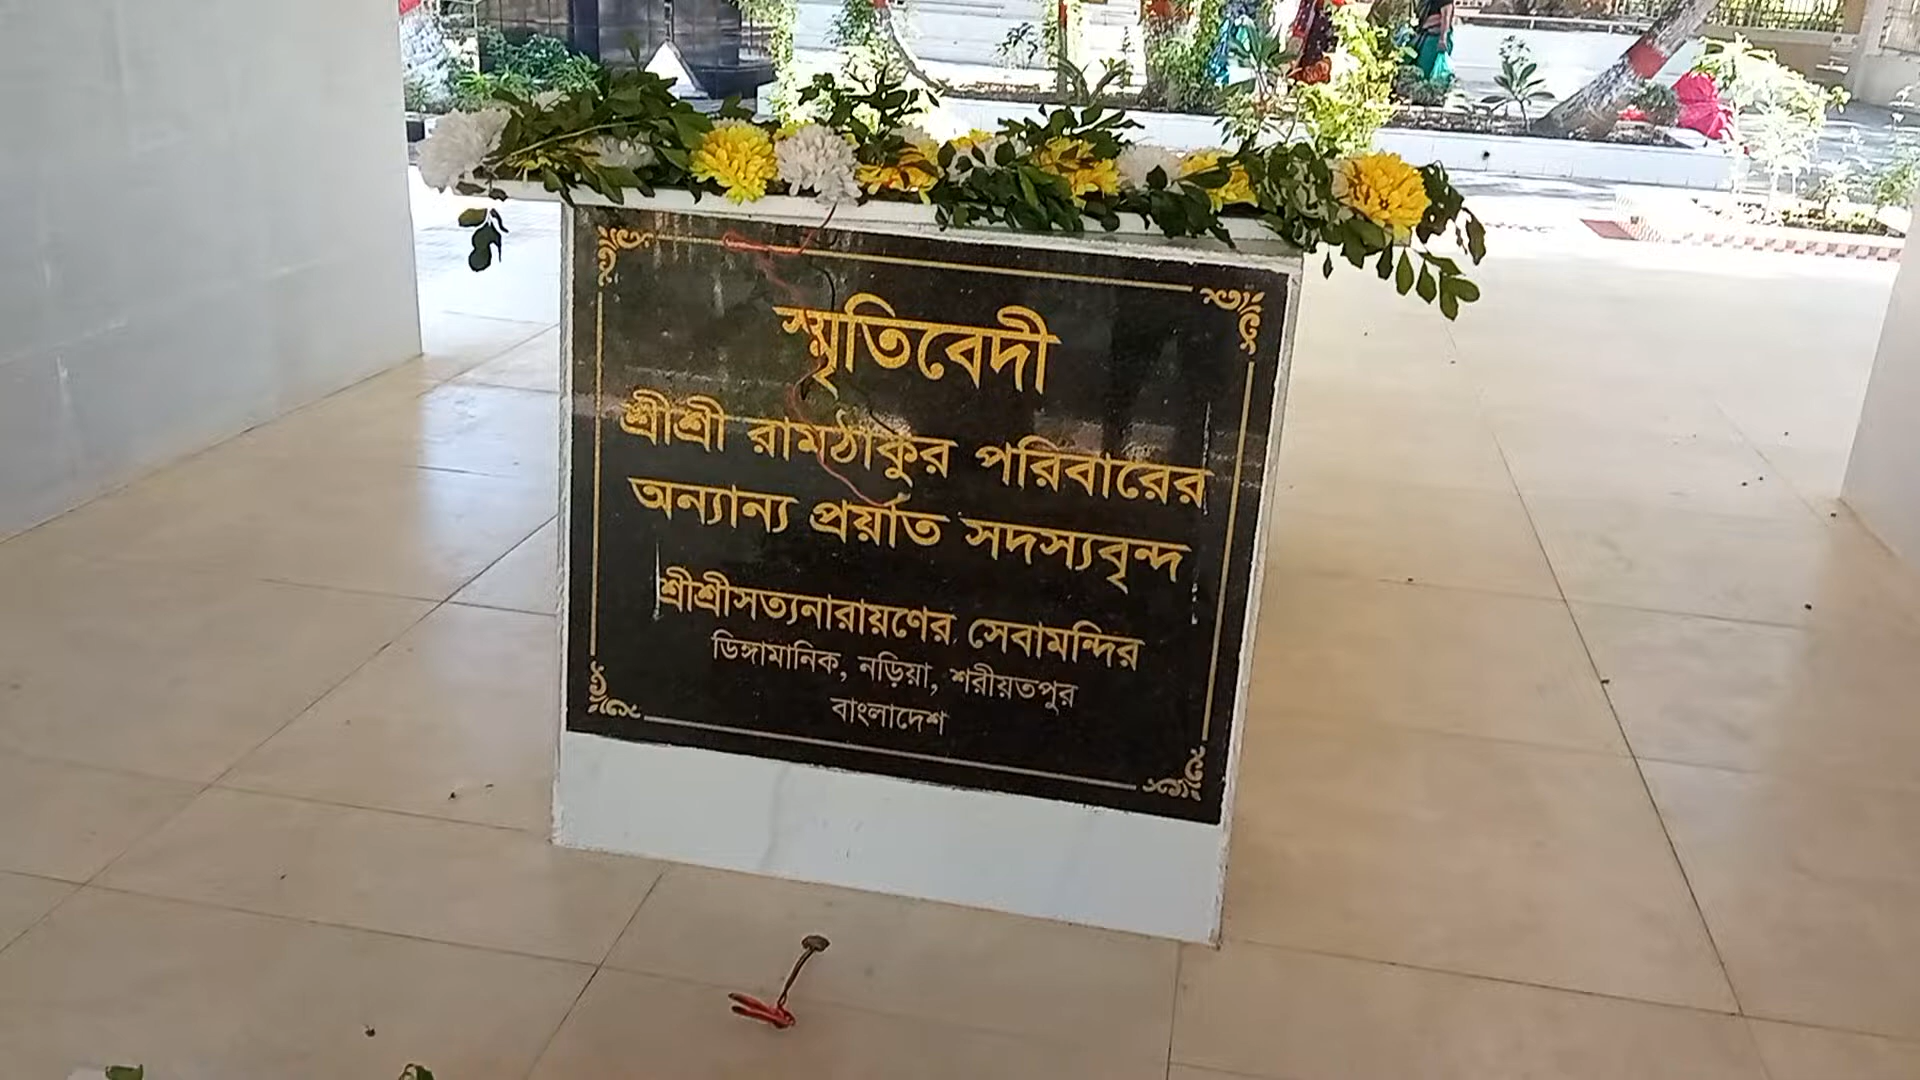 স্মৃতিবেদী
শ্রীশ্রী রামঠাকুর পরিবারের
অন্যান্য প্রয়াত সদস্যবৃন্দ
শ্রীশ্রীসত্যনারায়ণের সেবামন্দির
ডিঙ্গামানিক, নড়িয়া, শরীয়তপুর
বাংলাদেশ